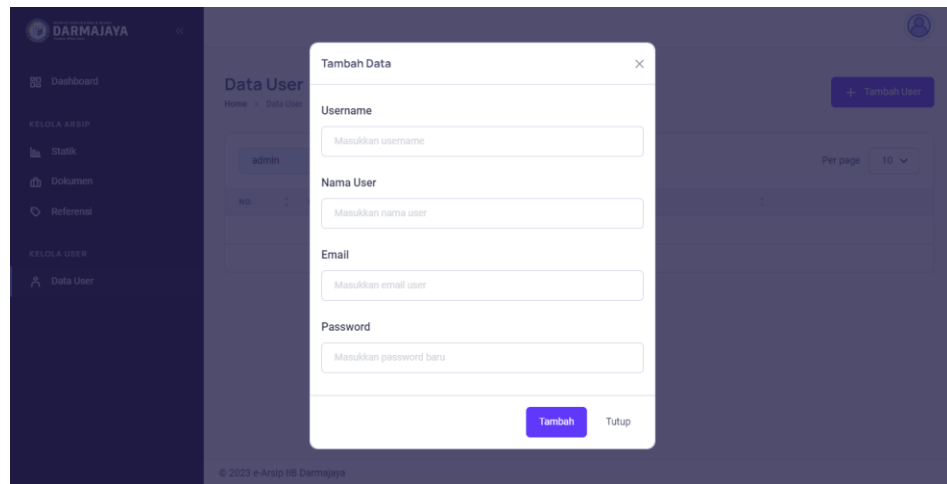 DARMAJAYA
Dashboard
KELOLA ARSIP
Statik
Dokumen
Referensi
KELOLA USER
Data User
Data User
Home > Data User
+ Tambah User
admin
Per page 10
NO.
Tambah Data
Username
Masukkan username
Nama User
Masukkan nama user
Email
Masukkan email user
Password
Masukkan password baru
Tambah
Tutup
© 2023 e-Arsip IIB Darmajaya